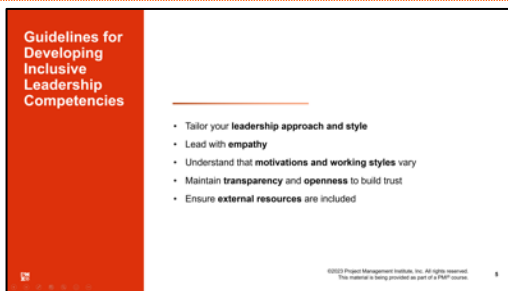 Guidelines for
Developing
Inclusive
Leadership
Competencies
• Tailor your leadership approach and style
• Lead with empathy
• Understand that motivations and working styles vary
• Maintain transparency and openness to build trust
• Ensure external resources are included
©2023 Project Management Institute, Inc. All rights reserved.
This material is being provided as part of a PMI® course.